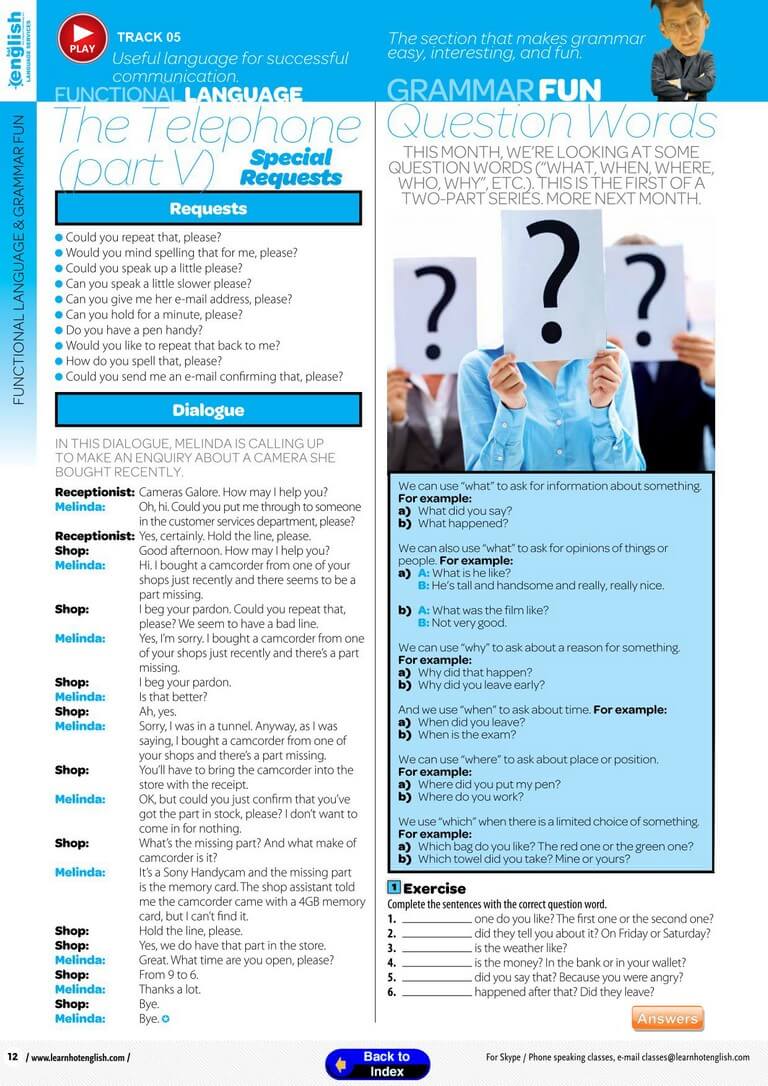 hot
english
LANGUAGE SERVICES
FUNCTIONAL LANGUAGE & GRAMMAR FUN
PLAY
TRACK 05
Useful language for successful
communication.
FUNCTIONAL LANGUAGE
The Telephone
(part V)
Special
Requests
Requests
Could you repeat that, please?
Would you mind spelling that for me, please?
Could you speak up a little please?
Can you speak a little slower please?
Can you give me her e-mail address, please?
Can you hold for a minute, please?
Do you have a pen handy?
Would you like to repeat that back to me?
How do you spell that, please?
Could you send me an e-mail confirming that, please?
Dialogue
IN THIS DIALOGUE, MELINDA IS CALLING UP
TO MAKE AN ENQUIRY ABOUT A CAMERA SHE
BOUGHT RECENTLY.
Receptionist: Cameras Galore. How may I help you?
Melinda: Oh, hi. Could you put me through to someone
in the customer services department, please?
Receptionist: Yes, certainly. Hold the line, please.
Shop: Good afternoon. How may I help you?
Melinda: Hi. I bought a camcorder from one of your
shops just recently and there seems to be a
part missing.
Shop: I beg your pardon. Could you repeat that,
please? We seem to have a bad line.
Melinda: Yes, I'm sorry. I bought a camcorder from one
of your shops just recently and there's a part
missing.
Shop: I beg your pardon.
Melinda: Is that better?
Shop: Ah, yes.
Melinda: Sorry, I was in a tunnel. Anyway, as I was
saying, I bought a camcorder from one of
your shops and there's a part missing.
Shop: You'll have to bring the camcorder into the
store with the receipt.
Melinda: OK, but could you just confirm that you've
got the part in stock, please? I don't want to
come in for nothing.
Shop: What's the missing part? And what make of
camcorder is it?
Melinda: It's a Sony Handycam and the missing part
is the memory card. The shop assistant told
me the camcorder came with a 4GB memory
card, but I can't find it.
Shop: Hold the line, please.
Shop: Yes, we do have that part in the store.
Melinda: Great. What time are you open, please?
Shop: From 9 to 6.
Melinda: Thanks a lot.
Shop: Bye.
Melinda: Bye.
The section that makes grammar
easy, interesting, and fun.
GRAMMAR FUN
Question Words
THIS MONTH, WE'RE LOOKING AT SOME
QUESTION WORDS ("WHAT, WHEN, WHERE,
WHO, WHY", ETC.). THIS IS THE FIRST OF A
TWO-PART SERIES. MORE NEXT MONTH.
? ? ?
We can use "what" to ask for information about something.
For example:
a) What did you say?
b) What happened?
We can also use "what" to ask for opinions of things or
people. For example:
a) A: What is he like?
B: He's tall and handsome and really, really nice.
b) A: What was the film like?
B: Not very good.
We can use "why" to ask about a reason for something.
For example:
a) Why did that happen?
b) Why did you leave early?
And we use "when" to ask about time. For example:
a) When did you leave?
b) When is the exam?
We can use "where" to ask about place or position.
For example:
a) Where did you put my pen?
b) Where do you work?
We use "which" when there is a limited choice of something.
For example:
a) Which bag do you like? The red one or the green one?
b) Which towel did you take? Mine or yours?
1 Exercise
Complete the sentences with the correct question word.
1. ____________ one do you like? The first one or the second one?
2. ____________ did they tell you about it? On Friday or Saturday?
3. ____________ is the weather like?
4. ____________ is the money? In the bank or in your wallet?
5. ____________ did you say that? Because you were angry?
6. ____________ happened after that? Did they leave?
Answers
12 / www.learnhotenglish.com /
Back to
Index
For Skype / Phone speaking classes, e-mail classes@learnhotenglish.com